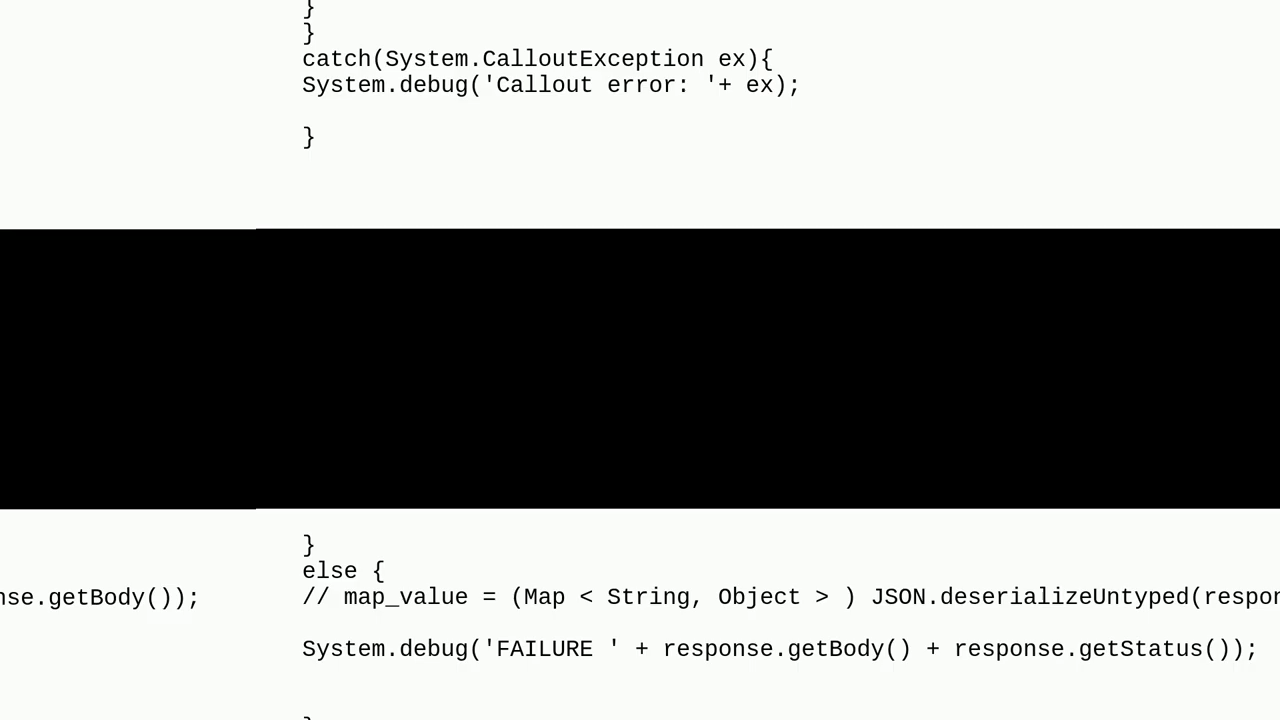 }
}
catch(System.CalloutException ex){
System.debug('Callout error: '+ ex);
}
}
else {
nse.getBody());
// map_value = (Map < String, Object > ) JSON.deserializeUntyped(respon
System.debug('FAILURE ' + response.getBody() + response.getStatus());
}